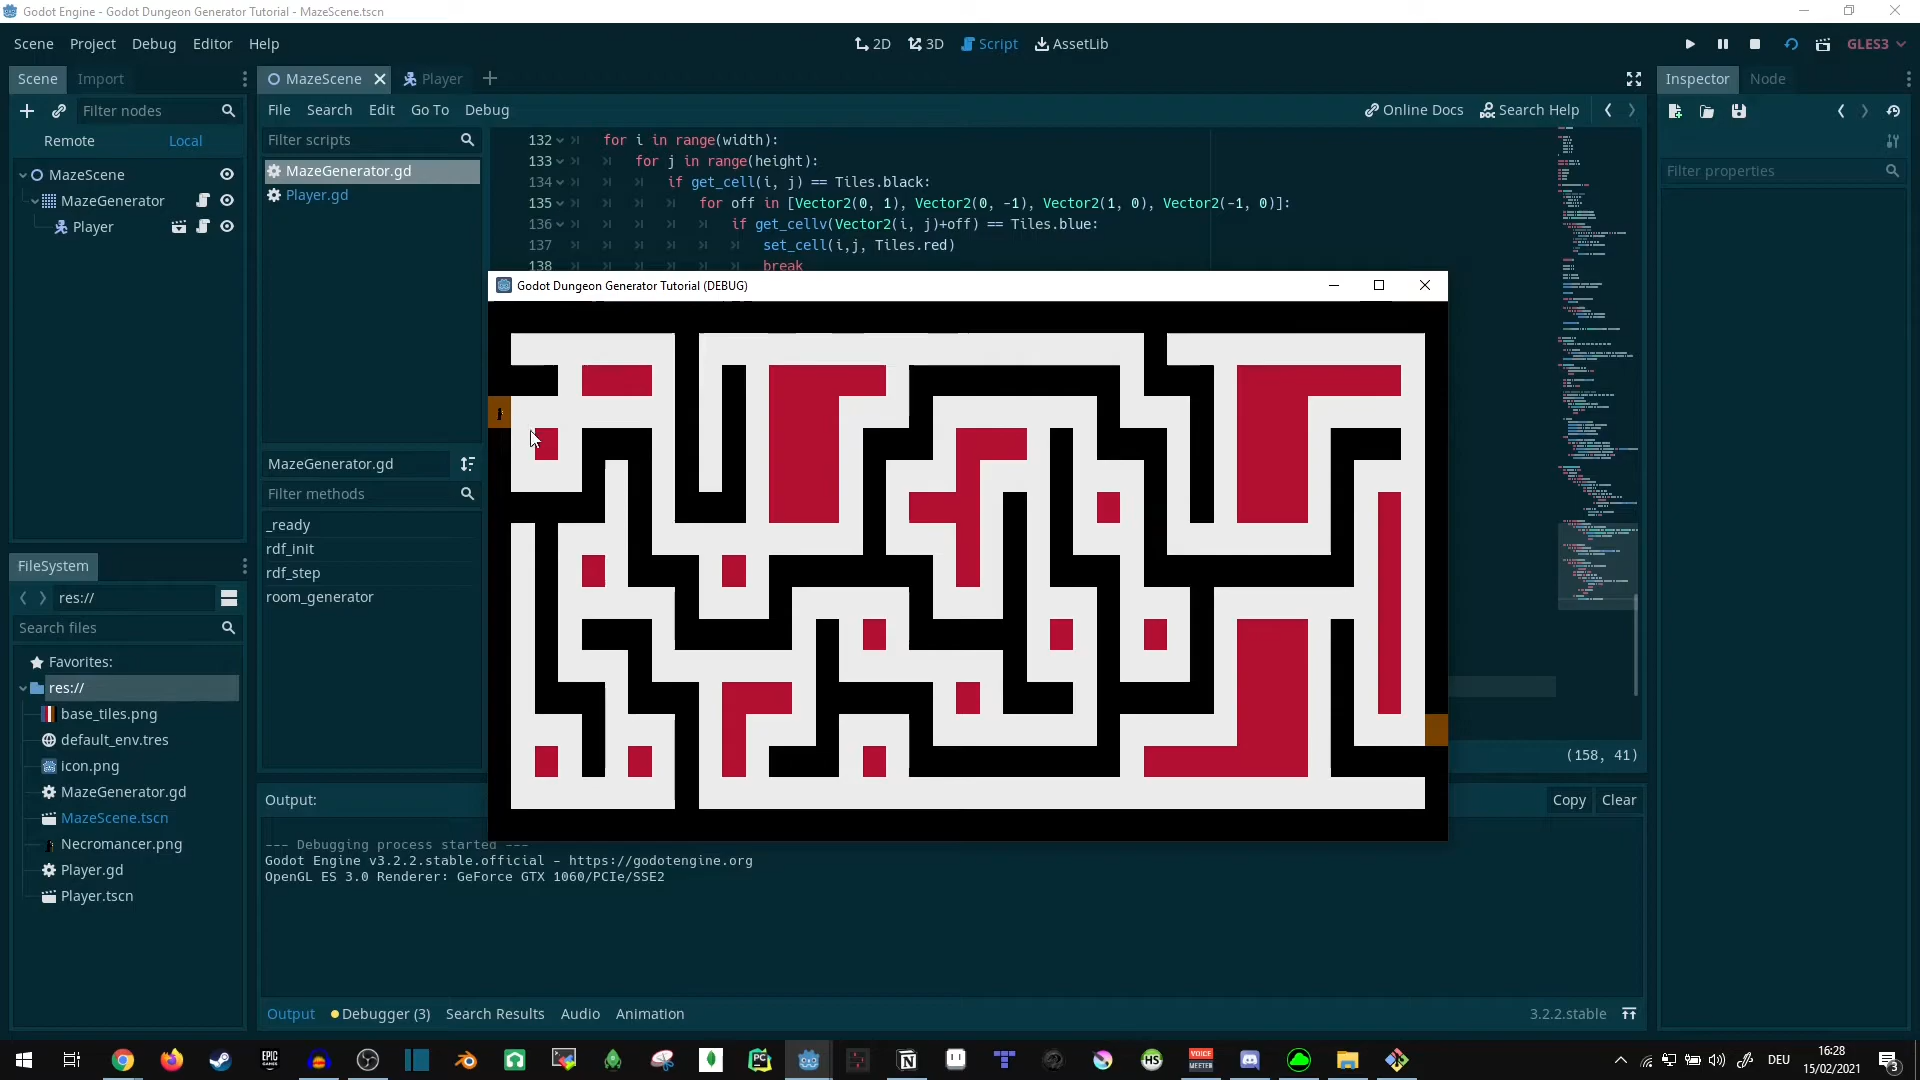 Godot Engine - Godot Dungeon Generator Tutorial - MazeScene.tscn
Scene Project Debug Editor Help
2D 3D Script AssetLib
GLES3
Scene Import
MazeScene Player
Inspector Node
Filter nodes
File Search Edit Go To Debug
Online Docs Search Help
Remote Local
Filter scripts
Filter properties
MazeScene
MazeGenerator
Player
MazeGenerator.gd
Player.gd
132 for i in range(width):
133 for j in range(height):
134 if get_cell(i, j) == Tiles.black:
135 for off in [Vector2(0, 1), Vector2(0, -1), Vector2(1, 0), Vector2(-1, 0)]:
136 if get_cellv(Vector2(i, j)+off) == Tiles.blue:
137 set_cell(i,j, Tiles.red)
138 break
Godot Dungeon Generator Tutorial (DEBUG)
MazeGenerator.gd
Filter methods
_ready
rdf_init
rdf_step
room_generator
(158, 41)
FileSystem
res://
Search files
Favorites:
res://
base_tiles.png
default_env.tres
icon.png
MazeGenerator.gd
MazeScene.tscn
Necromancer.png
Player.gd
Player.tscn
Output:
Copy Clear
--- Debugging process started ---
Godot Engine v3.2.2.stable.official - https://godotengine.org
OpenGL ES 3.0 Renderer: GeForce GTX 1060/PCIe/SSE2
Output Debugger (3) Search Results Audio Animation
3.2.2.stable
EPIC GAMES
PC
HS
VOICE MEETER
DEU
16:28
15/02/2021
3